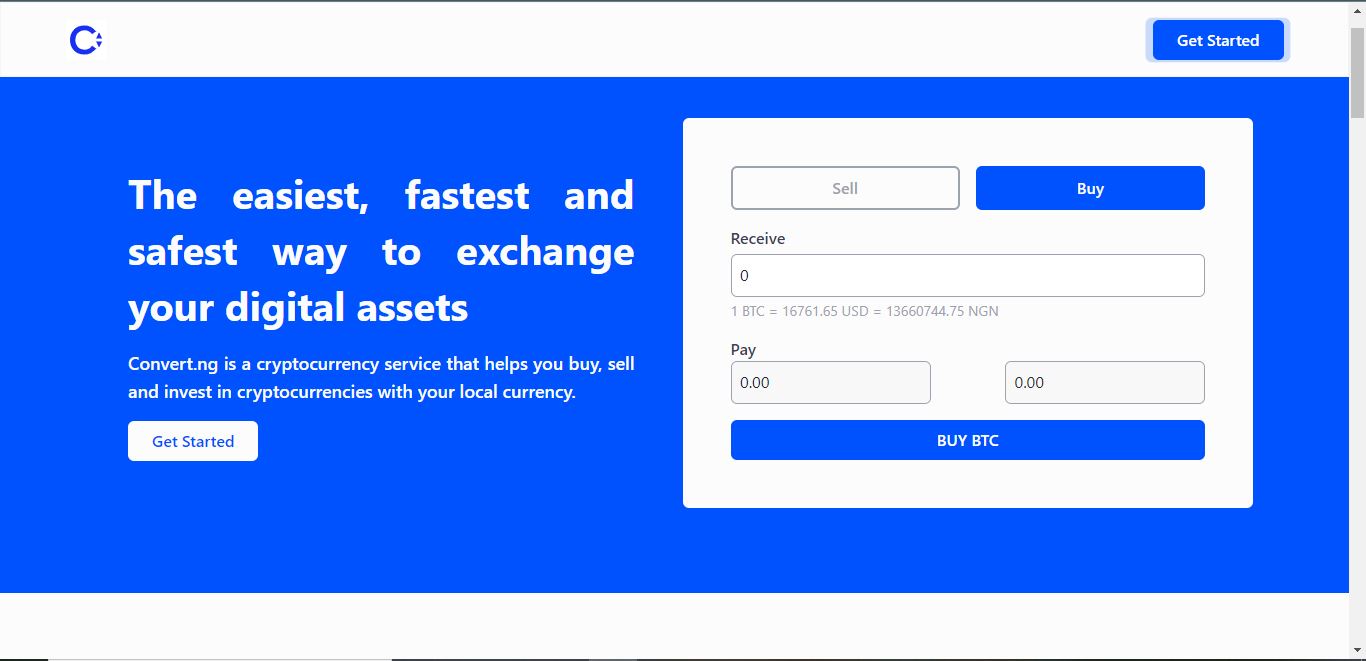 Get Started
The easiest, fastest and
safest way to exchange
your digital assets
Convert.ng is a cryptocurrency service that helps you buy, sell
and invest in cryptocurrencies with your local currency.
Get Started
Sell
Buy
Receive
0
1 BTC = 16761.65 USD = 13660744.75 NGN
Pay
0.00
0.00
BUY BTC